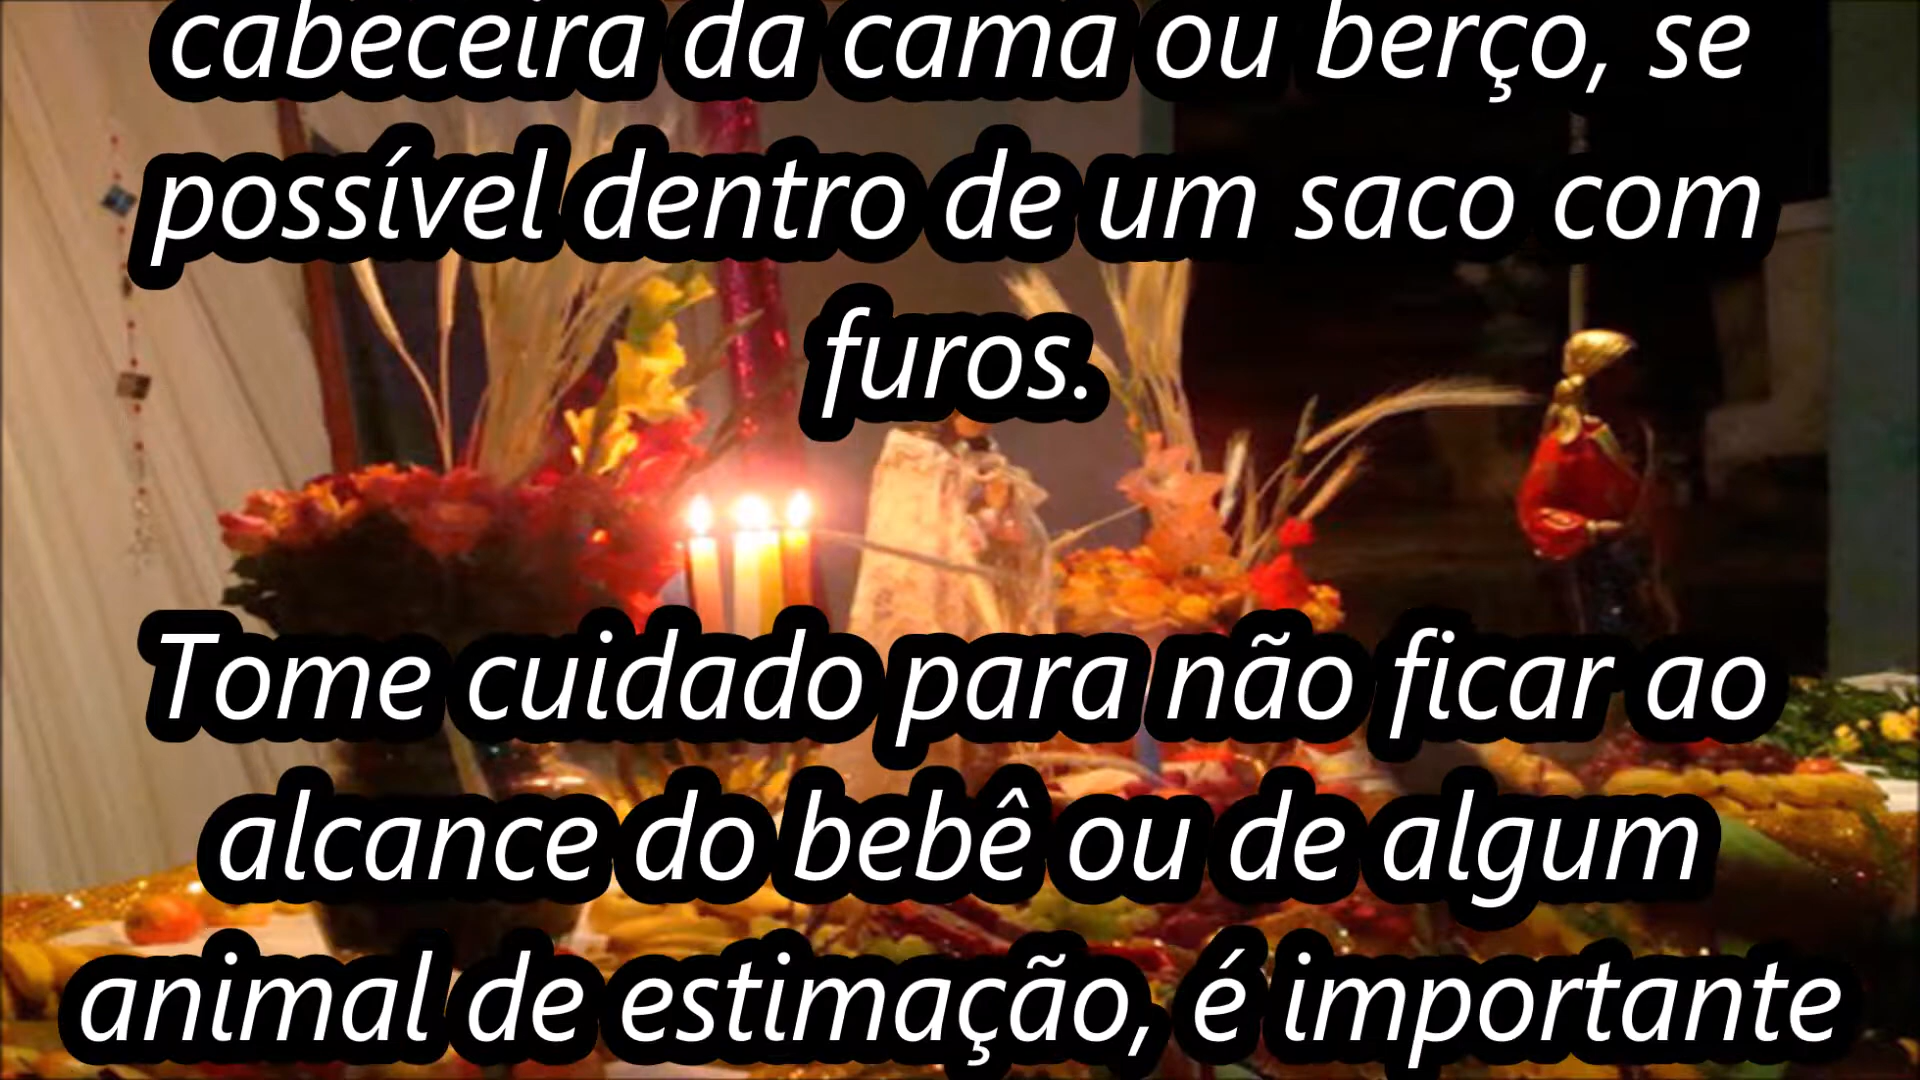 cabeceira da cama ou berço, se
possível dentro de um saco com
furos.
Tome cuidado para não ficar ao
alcance do bebê ou de algum
animal de estimação, é importante